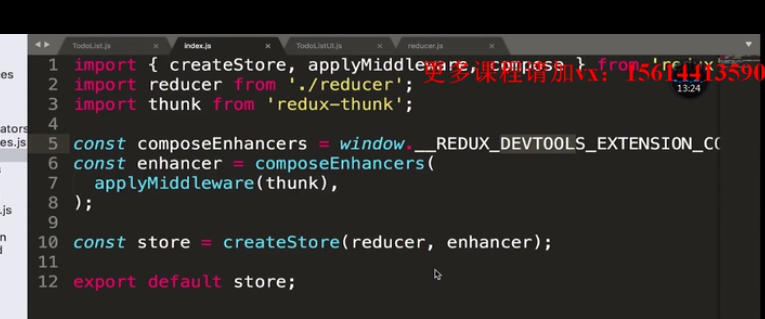 TodoList.js × index.js × TodoListUI.js × reducer.js ×
更多课程请加vx：15614413590
13:24
ces
ators
es.js
.js
n
d
1 import { createStore, applyMiddleware, compose } from 'redux'
2 import reducer from './reducer';
3 import thunk from 'redux-thunk';
4
5 const composeEnhancers = window.__REDUX_DEVTOOLS_EXTENSION_CO
6 const enhancer = composeEnhancers(
7 applyMiddleware(thunk),
8 );
9
10 const store = createStore(reducer, enhancer);
11
12 export default store;